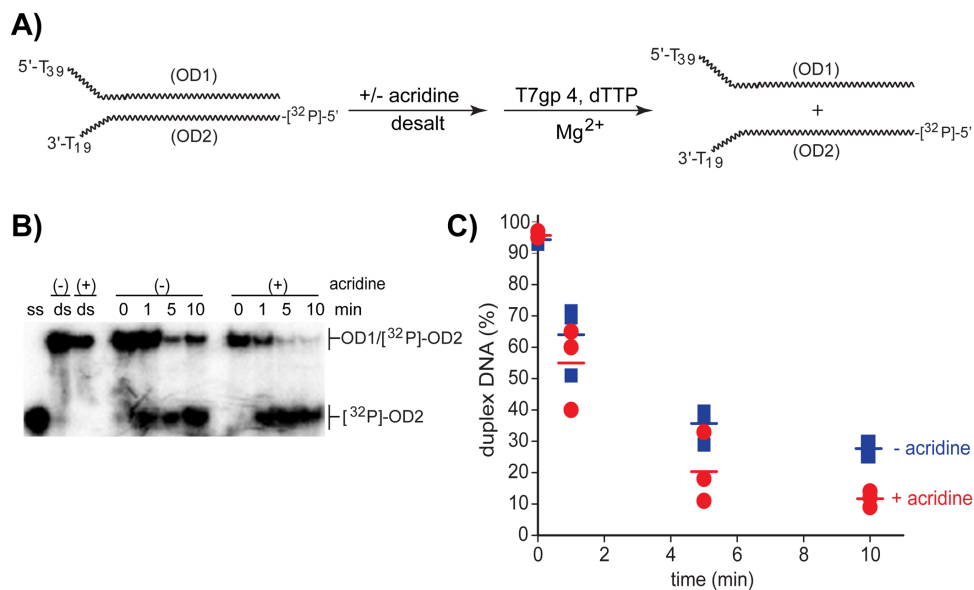 A)
5'-T39
(OD1)
-[32P]-5'
(OD2)
3'-T19
+/- acridine
desalt
T7gp 4, dTTP
Mg2+
5'-T39
(OD1)
+
-[32P]-5'
(OD2)
3'-T19
B)
(-) (+) (-) (+) acridine
ss ds ds 0 1 5 10 0 1 5 10 min
OD1/[32P]-OD2
[32P]-OD2
C)
duplex DNA (%)
100
90
80
70
60
50
40
30
20
10
0
0 2 4 6 8 10
time (min)
- acridine
+ acridine